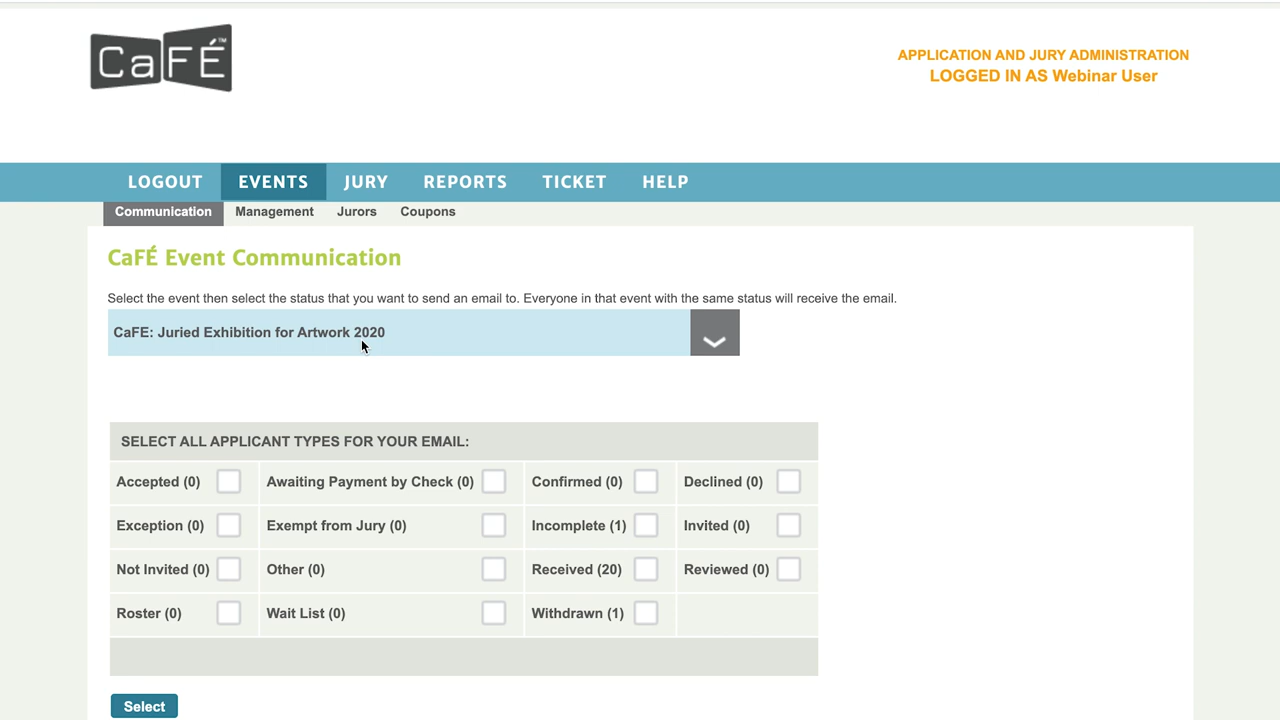 CaFÉ™
APPLICATION AND JURY ADMINISTRATION
LOGGED IN AS Webinar User
LOGOUT EVENTS JURY REPORTS TICKET HELP
Communication Management Jurors Coupons
CaFÉ Event Communication
Select the event then select the status that you want to send an email to. Everyone in that event with the same status will receive the email.
CaFE: Juried Exhibition for Artwork 2020
SELECT ALL APPLICANT TYPES FOR YOUR EMAIL:
Accepted (0) Awaiting Payment by Check (0) Confirmed (0) Declined (0)
Exception (0) Exempt from Jury (0) Incomplete (1) Invited (0)
Not Invited (0) Other (0) Received (20) Reviewed (0)
Roster (0) Wait List (0) Withdrawn (1)
Select